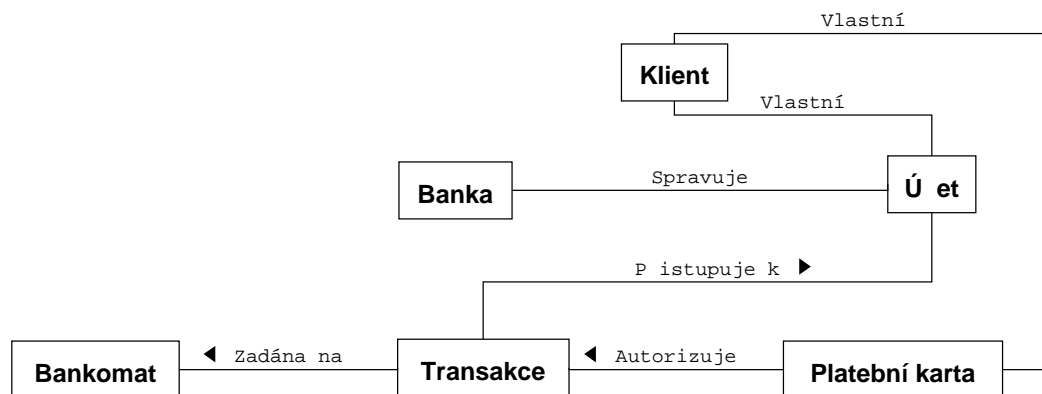 Vlastní
Klient
Vlastní
Banka
Spravuje
Ú et
P istupuje k
Bankomat
Zadána na
Transakce
Autorizuje
Platební karta